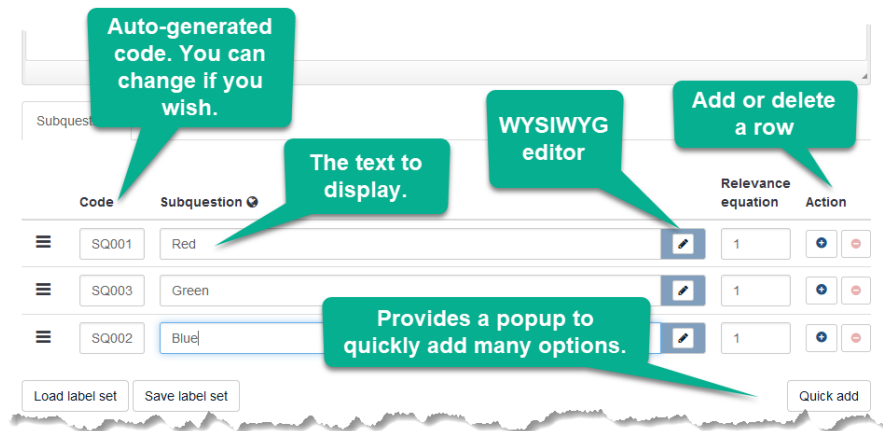 Auto-generated
code. You can
change if you
wish.
WYSIWYG
editor
Add or delete
a row
The text to
display.
Subques
Code
Subquestion
Relevance
equation
Action
SQ001
Red
1
SQ003
Green
1
Provides a popup to
quickly add many options.
SQ002
Blue
1
Load label set
Save label set
Quick add